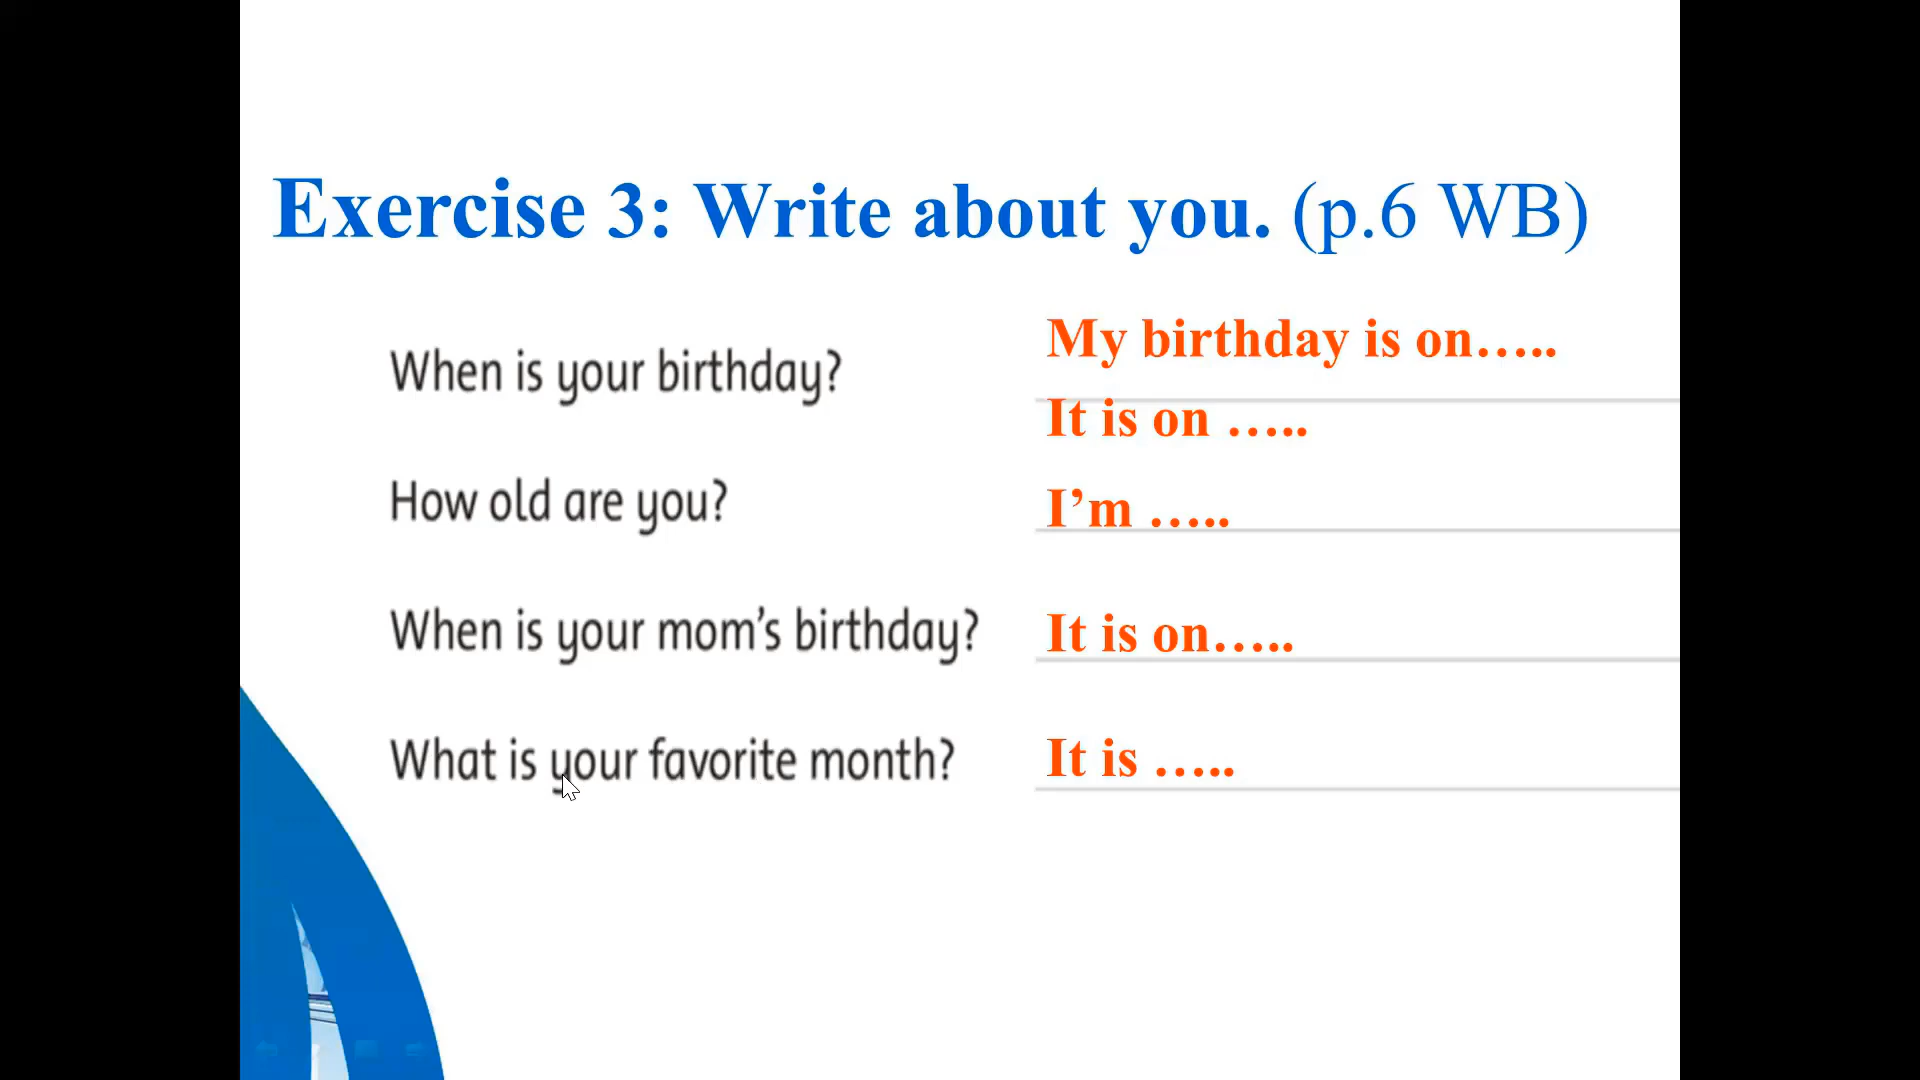 Exercise 3: Write about you. (p.6 WB)
When is your birthday?
My birthday is on…..
It is on …..
How old are you?
I’m …..
When is your mom’s birthday?
It is on…..
What is your favorite month?
It is …..